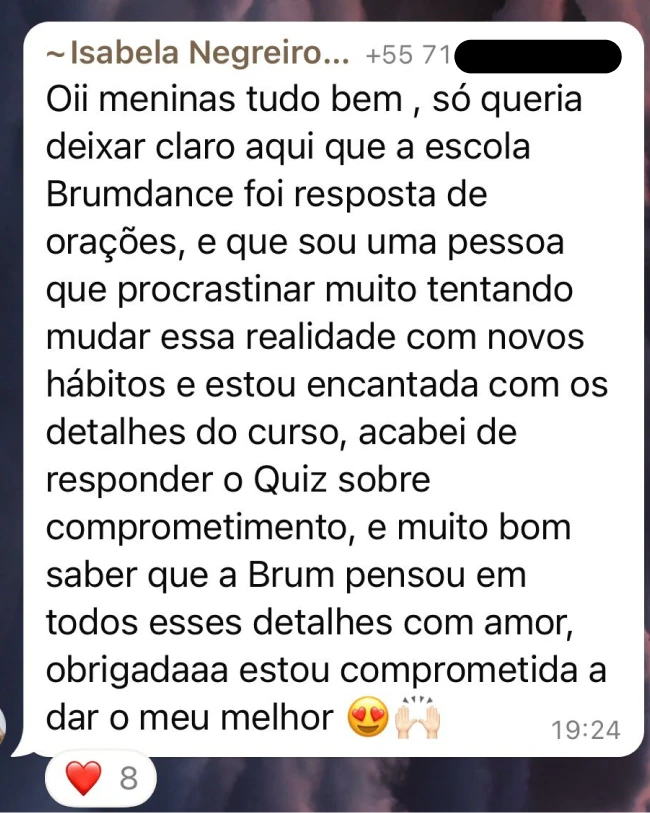 ~Isabela Negreiro... +55 71
Oii meninas tudo bem , só queria
deixar claro aqui que a escola
Brumdance foi resposta de
orações, e que sou uma pessoa
que procrastinar muito tentando
mudar essa realidade com novos
hábitos e estou encantada com os
detalhes do curso, acabei de
responder o Quiz sobre
comprometimento, e muito bom
saber que a Brum pensou em
todos esses detalhes com amor,
obrigadaaa estou comprometida a
dar o meu melhor 😍🙌🏻
19:24
❤️ 8